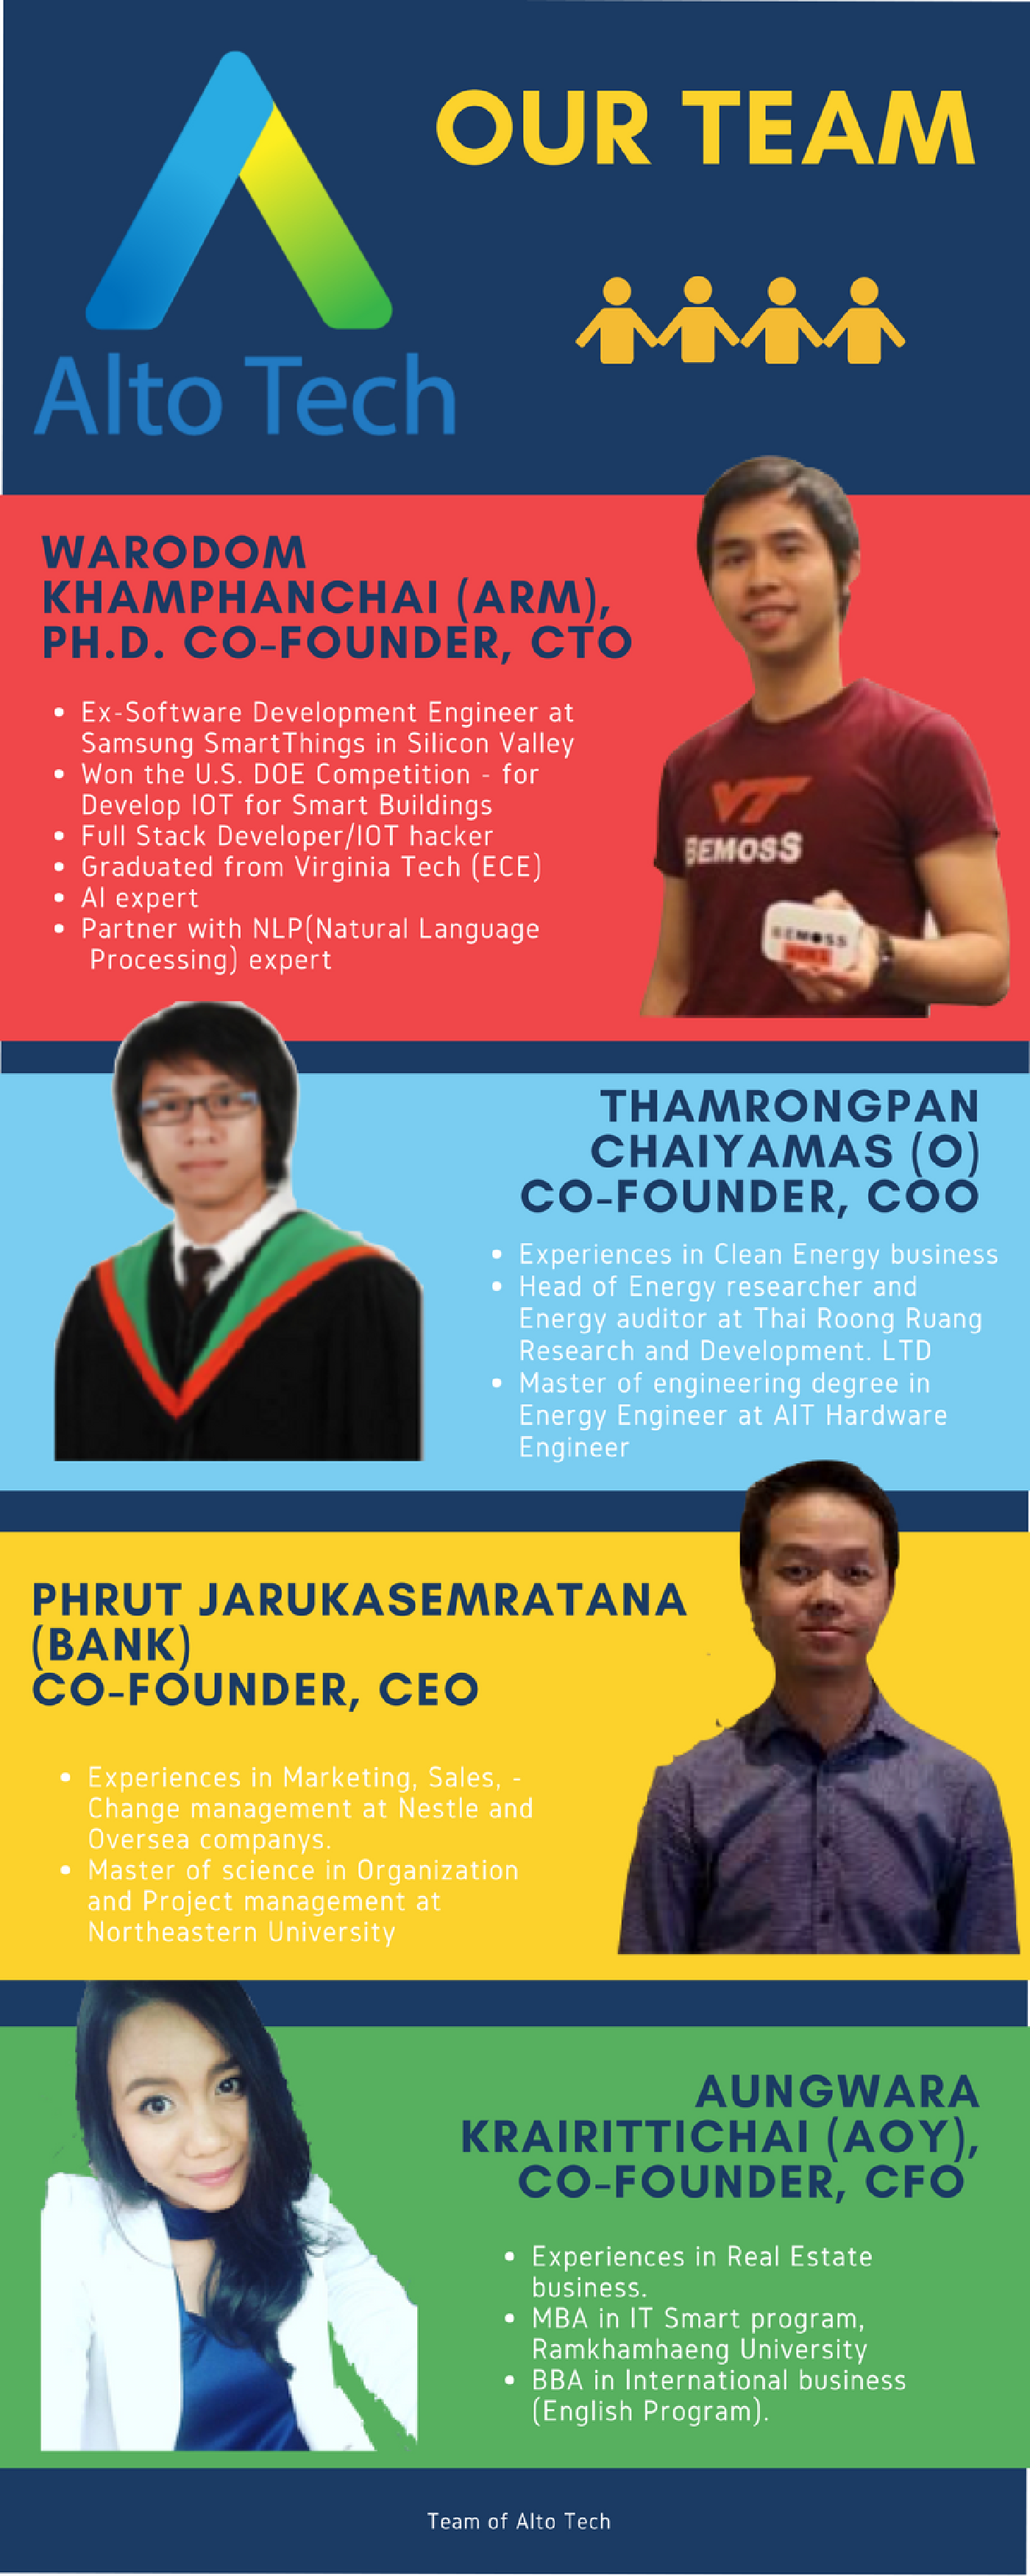 OUR TEAM
Alto Tech
WARODOM
KHAMPHANCHAI (ARM),
PH.D. CO-FOUNDER, CTO
• Ex-Software Development Engineer at
Samsung SmartThings in Silicon Valley
• Won the U.S. DOE Competition - for
Develop IOT for Smart Buildings
• Full Stack Developer/IOT hacker
• Graduated from Virginia Tech (ECE)
• AI expert
• Partner with NLP(Natural Language
Processing) expert
VT
BEMOSS
BEMOSS
THAMRONGPAN
CHAIYAMAS (O)
CO-FOUNDER, COO
• Experiences in Clean Energy business
• Head of Energy researcher and
Energy auditor at Thai Roong Ruang
Research and Development. LTD
• Master of engineering degree in
Energy Engineer at AIT Hardware
Engineer
PHRUT JARUKASEMRATANA
(BANK)
CO-FOUNDER, CEO
• Experiences in Marketing, Sales, -
Change management at Nestle and
Oversea companys.
• Master of science in Organization
and Project management at
Northeastern University
AUNGWARA
KRAIRITTICHAI (AOY),
CO-FOUNDER, CFO
• Experiences in Real Estate
business.
• MBA in IT Smart program,
Ramkhamhaeng University
• BBA in International business
(English Program).
Team of Alto Tech